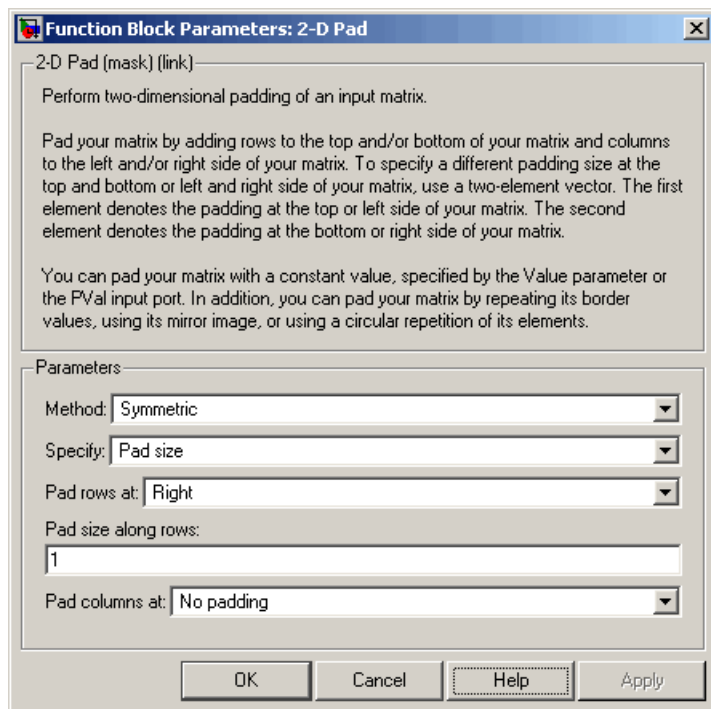 Function Block Parameters: 2-D Pad
2-D Pad (mask) (link)
Perform two-dimensional padding of an input matrix.
Pad your matrix by adding rows to the top and/or bottom of your matrix and columns
to the left and/or right side of your matrix. To specify a different padding size at the
top and bottom or left and right side of your matrix, use a two-element vector. The first
element denotes the padding at the top or left side of your matrix. The second
element denotes the padding at the bottom or right side of your matrix.
You can pad your matrix with a constant value, specified by the Value parameter or
the PVal input port. In addition, you can pad your matrix by repeating its border
values, using its mirror image, or using a circular repetition of its elements.
Parameters
Method: Symmetric
Specify: Pad size
Pad rows at: Right
Pad size along rows:
1
Pad columns at: No padding
OK Cancel Help Apply